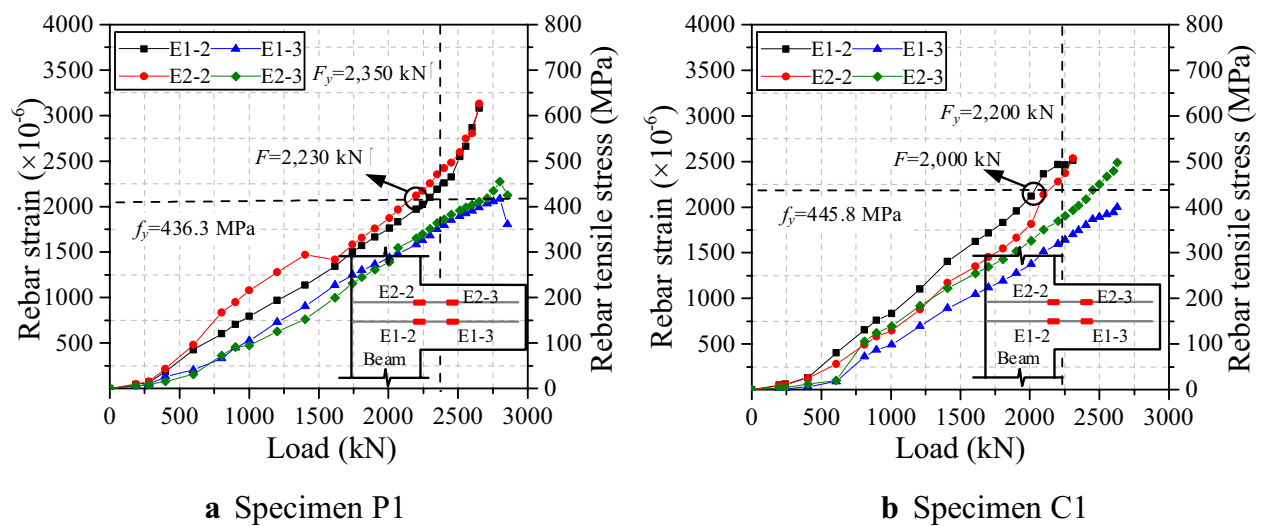 4000
3500
3000
2500
2000
1500
1000
500
Rebar strain (×10⁻⁶)
E1-2 E1-3
E2-2 E2-3
Fy=2,350 kN
F=2,230 kN
fy=436.3 MPa
E2-2 E2-3
E1-2 E1-3
Beam
800
700
600
500
400
300
200
100
0
Rebar tensile stress (MPa)
0 500 1000 1500 2000 2500 3000
Load (kN)
a Specimen P1
4000
3500
3000
2500
2000
1500
1000
500
Rebar strain (×10⁻⁶)
E1-2 E1-3
E2-2 E2-3
Fy=2,200 kN
F=2,000 kN
fy=445.8 MPa
E2-2 E2-3
E1-2 E1-3
Beam
800
700
600
500
400
300
200
100
0
Rebar tensile stress (MPa)
0 500 1000 1500 2000 2500 3000
Load (kN)
b Specimen C1